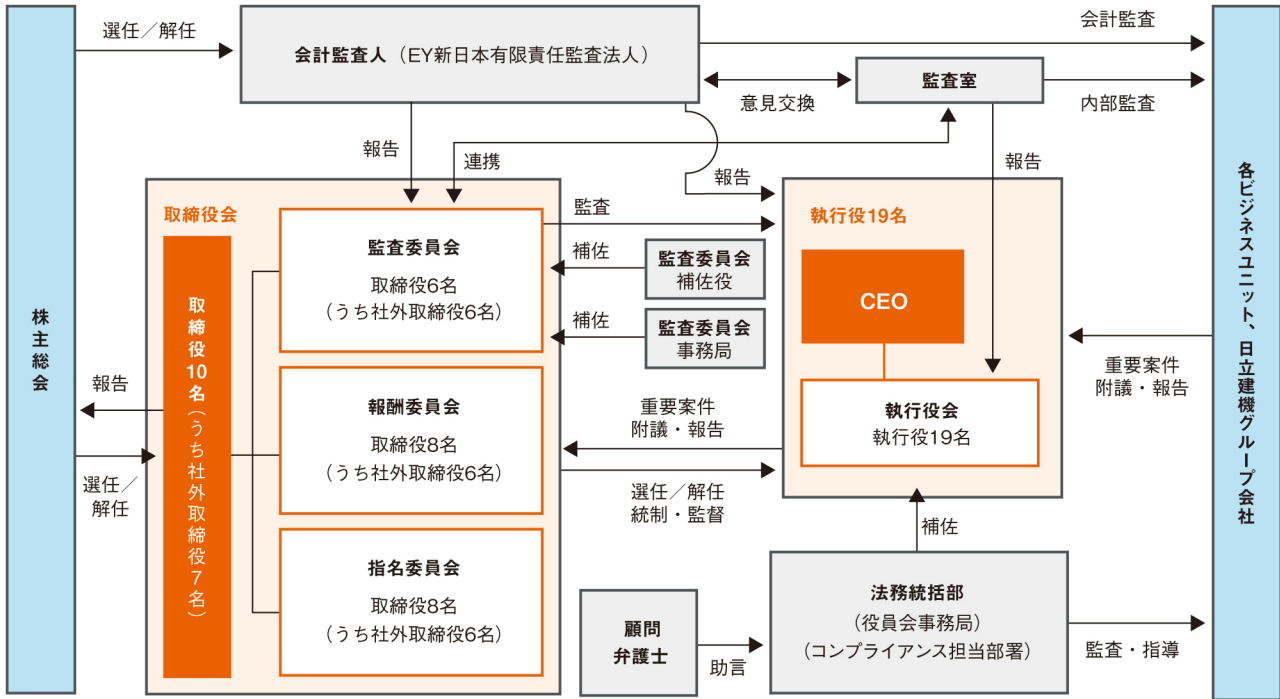 選任／解任
会計監査人（EY新日本有限責任監査法人）
会計監査
監査室
意見交換
内部監査
報告
連携
報告
報告
株主総会
取締役会
取締役10名（うち社外取締役7名）
監査委員会
取締役6名
（うち社外取締役6名）
監査
補佐
監査委員会
補佐役
補佐
監査委員会
事務局
執行役19名
CEO
執行役会
執行役19名
各ビジネスユニット、日立建機グループ会社
重要案件
附議・報告
報告
選任／
解任
報酬委員会
取締役8名
（うち社外取締役6名）
重要案件
附議・報告
選任／解任
統制・監督
指名委員会
取締役8名
（うち社外取締役6名）
補佐
顧問
弁護士
助言
法務統括部
（役員会事務局）
（コンプライアンス担当部署）
監査・指導